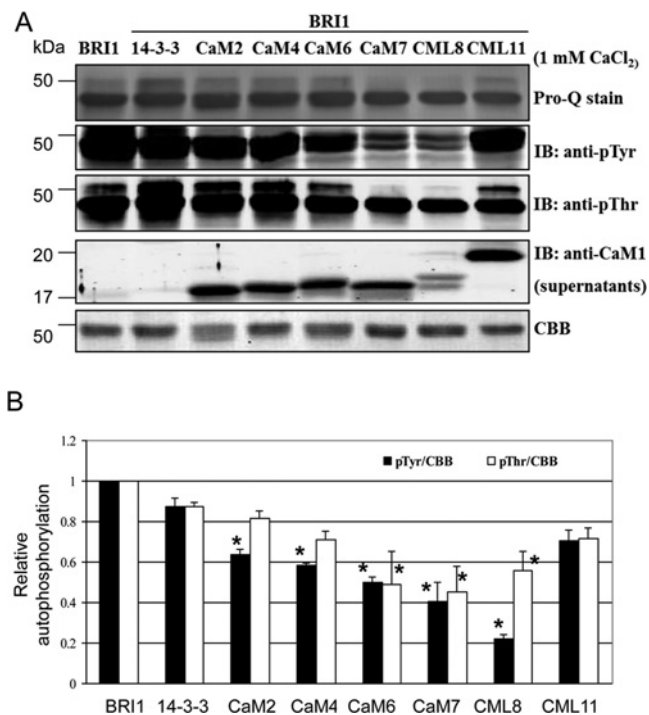 A
BRI1
kDa
BRI1 14-3-3 CaM2 CaM4 CaM6 CaM7 CML8 CML11
(1 mM CaCl₂)
50
Pro-Q stain
50
IB: anti-pTyr
50
IB: anti-pThr
20
IB: anti-CaM1
17
(supernatants)
50
CBB
B
Relative
autophosphorylation
1.2
1
0.8
0.6
0.4
0.2
0
pTyr/CBB pThr/CBB
* * * * * * * *
BRI1 14-3-3 CaM2 CaM4 CaM6 CaM7 CML8 CML11